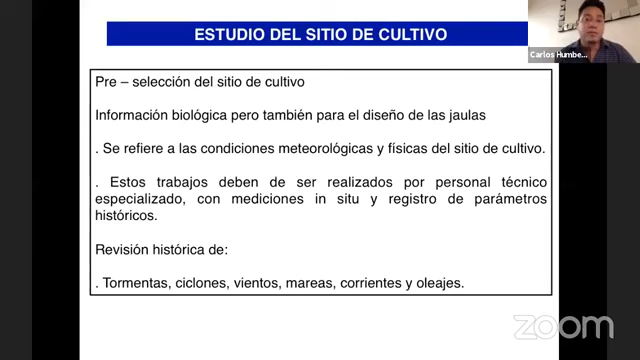 ESTUDIO DEL SITIO DE CULTIVO
Carlos Humbe...
Pre – selección del sitio de cultivo
Información biológica pero también para el diseño de las jaulas
. Se refiere a las condiciones meteorológicas y físicas del sitio de cultivo.
. Estos trabajos deben de ser realizados por personal técnico
especializado, con mediciones in situ y registro de parámetros
históricos.
Revisión histórica de:
. Tormentas, ciclones, vientos, mareas, corrientes y oleajes.
zoom